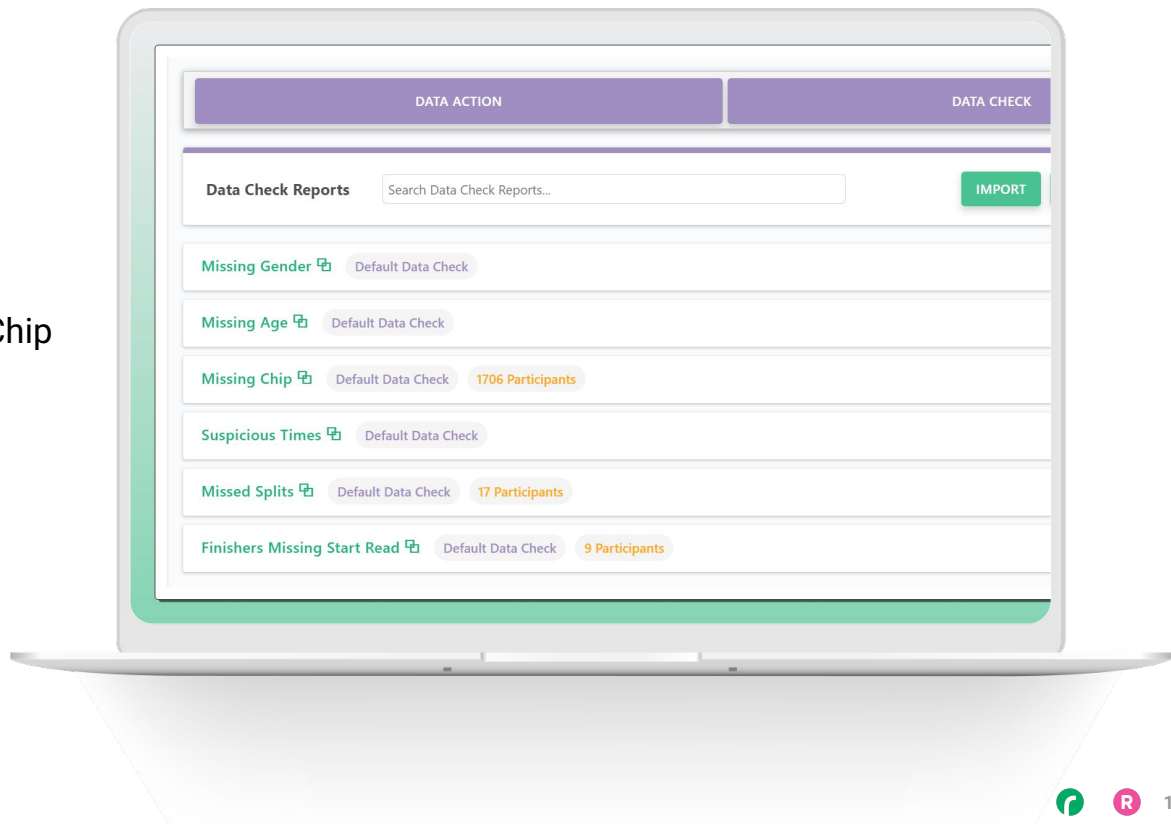 DATA ACTION DATA CHECK
Data Check Reports Search Data Check Reports... IMPORT
Missing Gender Default Data Check
Missing Age Default Data Check
Chip
Missing Chip Default Data Check 1706 Participants
Suspicious Times Default Data Check
Missed Splits Default Data Check 17 Participants
Finishers Missing Start Read Default Data Check 9 Participants
r R 1